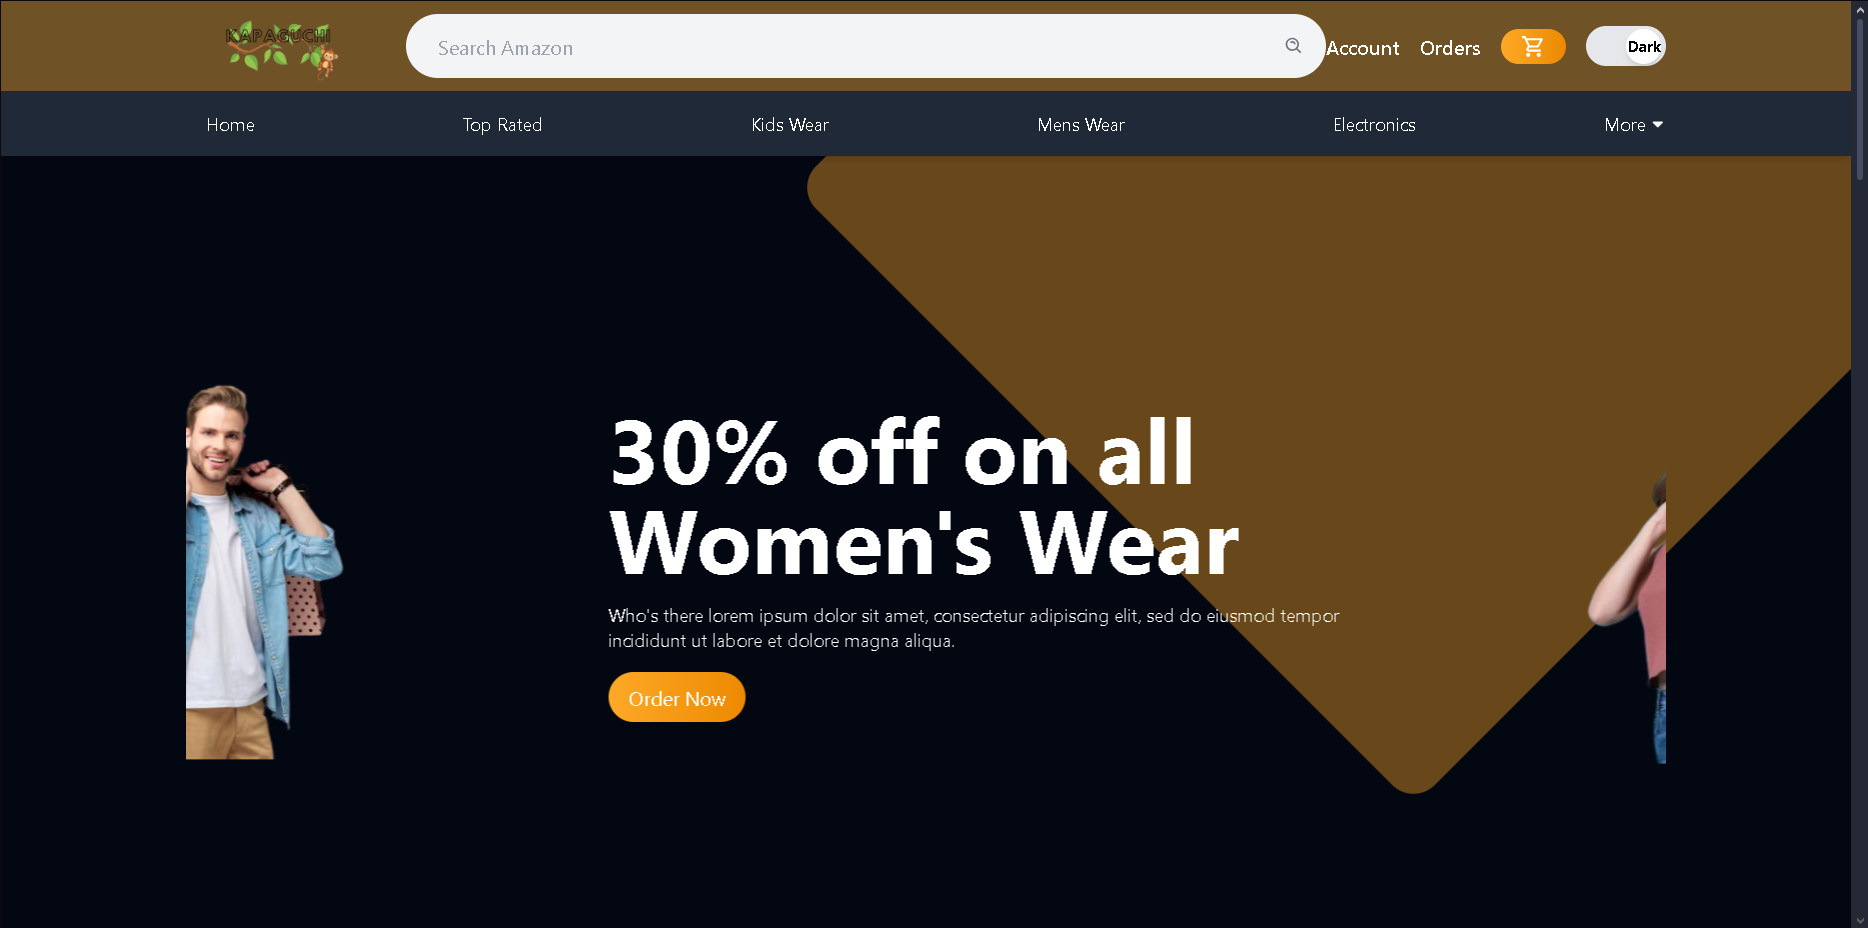 KAPAGUCHI
Search Amazon
Account
Orders
Dark
Home
Top Rated
Kids Wear
Mens Wear
Electronics
More
30% off on all
Women's Wear
Who's there lorem ipsum dolor sit amet, consectetur adipiscing elit, sed do eiusmod tempor
incididunt ut labore et dolore magna aliqua.
Order Now